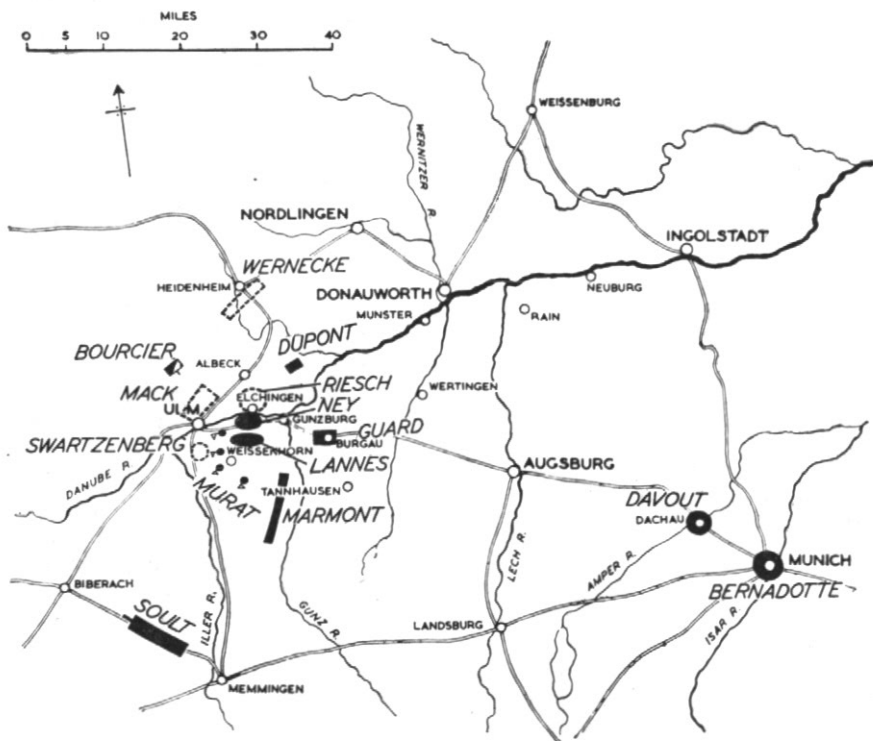 MILES
0 5 10 20 30 40
WEISSENBURG
WERNITZER R.
NORDLINGEN
INGOLSTADT
WERNECKE
HEIDENHEIM
DONAUWORTH
NEUBURG
MUNSTER
RAIN
DÜPONT
BOURCIER
ALBECK
RIESCH
WERTINGEN
MACK
ELCHINGEN
NEY
ULM
GUNZBURG
GUARD
SWARTZENBERG
BURGAU
WEISSENHORN
LANNES
AUGSBURG
DANUBE R.
TANNHAUSEN
DAVOUT
MURAT
MARMONT
DACHAU
LECH R.
MUNICH
AMPER R.
BIBERACH
BERNADOTTE
SOULT
ILLER R.
GUNZ R.
LANDSBURG
ISAR R.
MEMMINGEN